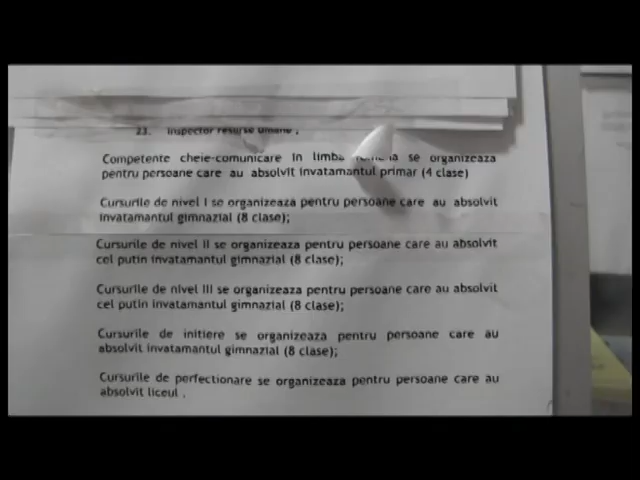 23. Inspector resurse umane ;
Competente cheie-comunicare in limba se organizeaza
pentru persoane care au absolvit invatamantul primar (4 clase)
Cursurile de nivel I se organizeaza pentru persoane care au absolvit
invatamantul gimnazial (8 clase);
Cursurile de nivel II se organizeaza pentru persoane care au absolvit
cel putin invatamantul gimnazial (8 clase);
Cursurile de nivel III se organizeaza pentru persoane care au absolvit
cel putin invatamantul gimnazial (8 clase);
Cursurile de initiere se organizeaza pentru persoane care au
absolvit invatamantul gimnazial (8 clase);
Cursurile de perfectionare se organizeaza pentru persoane care au
absolvit liceul .